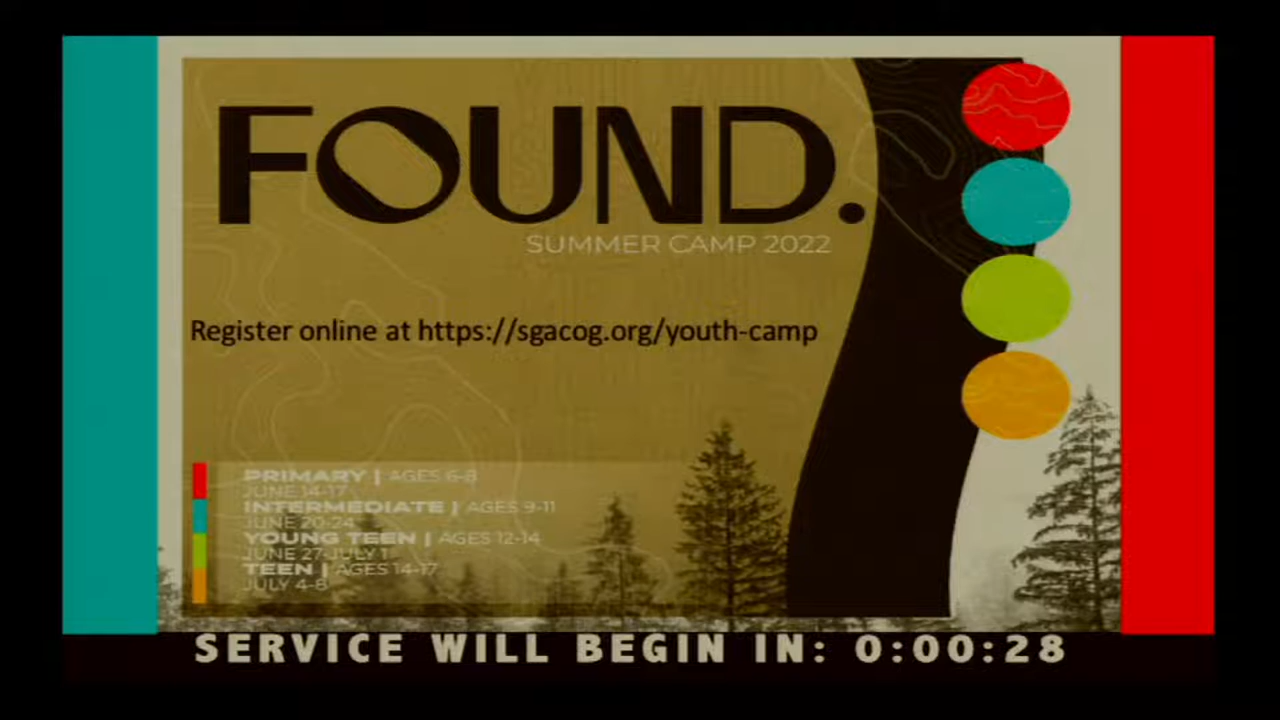 FOUND.
SUMMER CAMP 2022
Register online at https://sgacog.org/youth-camp
PRIMARY | AGES 6-8
JUNE 14-17
INTERMEDIATE | AGES 9-11
JUNE 20-24
YOUNG TEEN | AGES 12-14
JUNE 27-JULY 1
TEEN | AGES 14-17
JULY 4-8
SERVICE WILL BEGIN IN: 0:00:28